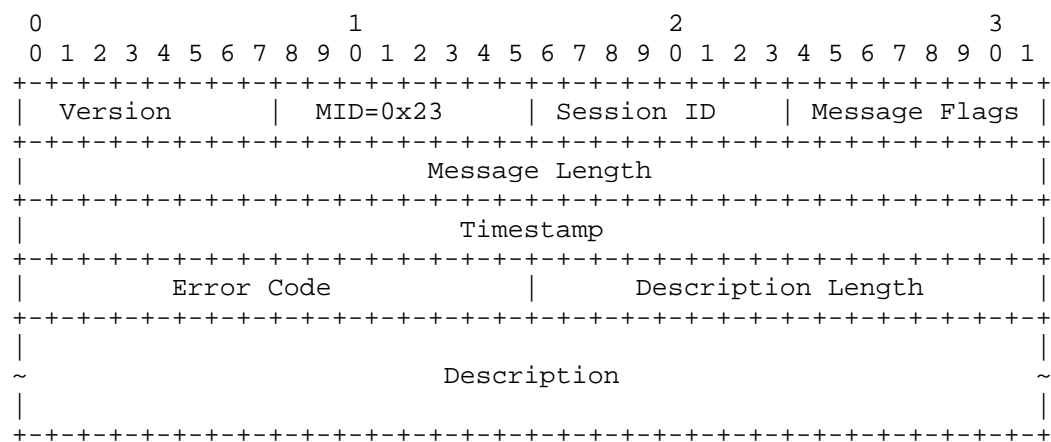 0                   1                   2                   3
0 1 2 3 4 5 6 7 8 9 0 1 2 3 4 5 6 7 8 9 0 1 2 3 4 5 6 7 8 9 0 1
+-+-+-+-+-+-+-+-+-+-+-+-+-+-+-+-+-+-+-+-+-+-+-+-+-+-+-+-+-+-+-+-+
|  Version      |  MID=0x23     | Session ID    | Message Flags |
+-+-+-+-+-+-+-+-+-+-+-+-+-+-+-+-+-+-+-+-+-+-+-+-+-+-+-+-+-+-+-+-+
|                         Message Length                        |
+-+-+-+-+-+-+-+-+-+-+-+-+-+-+-+-+-+-+-+-+-+-+-+-+-+-+-+-+-+-+-+-+
|                           Timestamp                           |
+-+-+-+-+-+-+-+-+-+-+-+-+-+-+-+-+-+-+-+-+-+-+-+-+-+-+-+-+-+-+-+-+
|         Error Code            |      Description Length       |
+-+-+-+-+-+-+-+-+-+-+-+-+-+-+-+-+-+-+-+-+-+-+-+-+-+-+-+-+-+-+-+-+
|                                                               |
~                          Description                          ~
|                                                               |
+-+-+-+-+-+-+-+-+-+-+-+-+-+-+-+-+-+-+-+-+-+-+-+-+-+-+-+-+-+-+-+-+